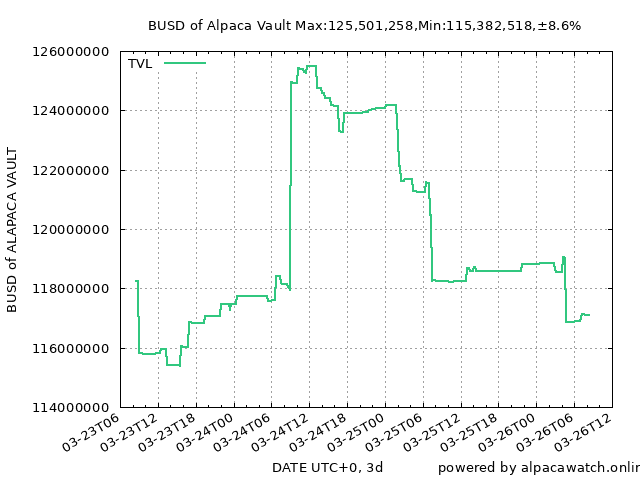 BUSD of Alpaca Vault Max:125,501,258,Min:115,382,518,±8.6%
TVL
BUSD of ALAPACA VAULT
126000000
124000000
122000000
120000000
118000000
116000000
114000000
03-23T06
03-23T12
03-23T18
03-24T00
03-24T06
03-24T12
03-24T18
03-25T00
03-25T06
03-25T12
03-25T18
03-26T00
03-26T06
03-26T12
DATE UTC+0, 3d
powered by alpacawatch.onlin